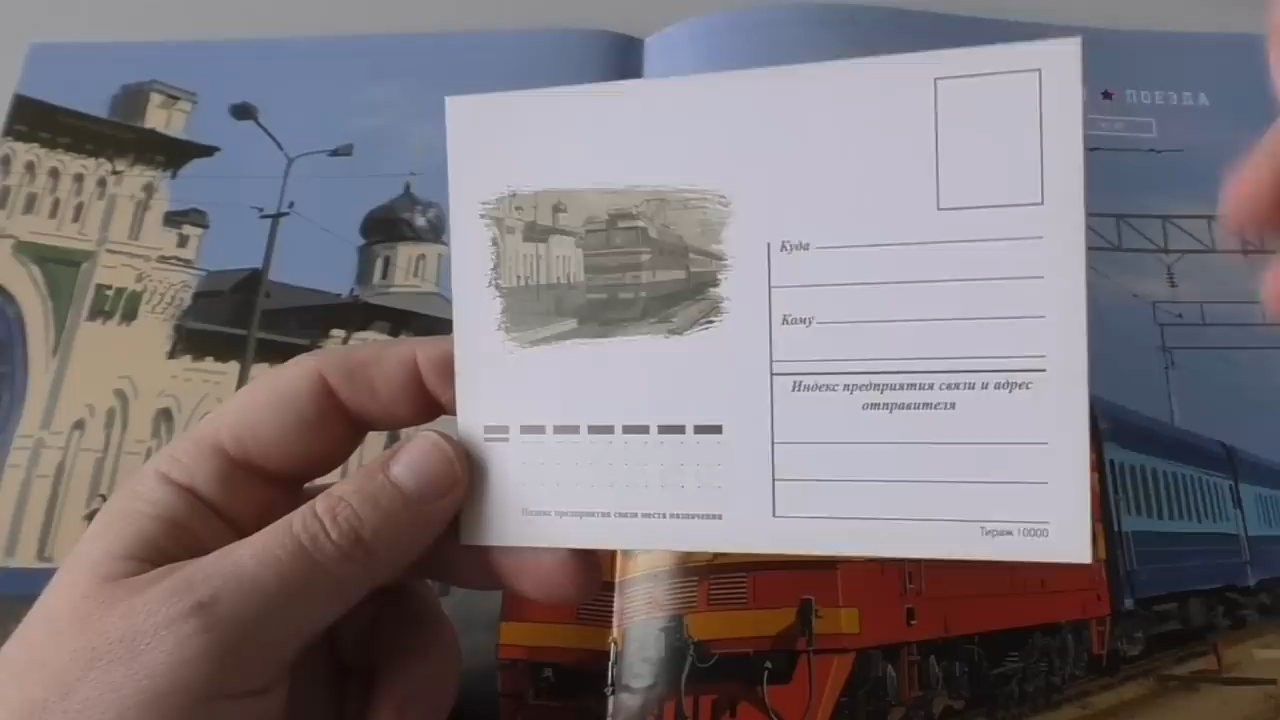 ПОЕЗДА
Куда
Кому
Индекс предприятия связи и адрес
отправителя
Индекс предприятия связи места назначения
Тираж 10000